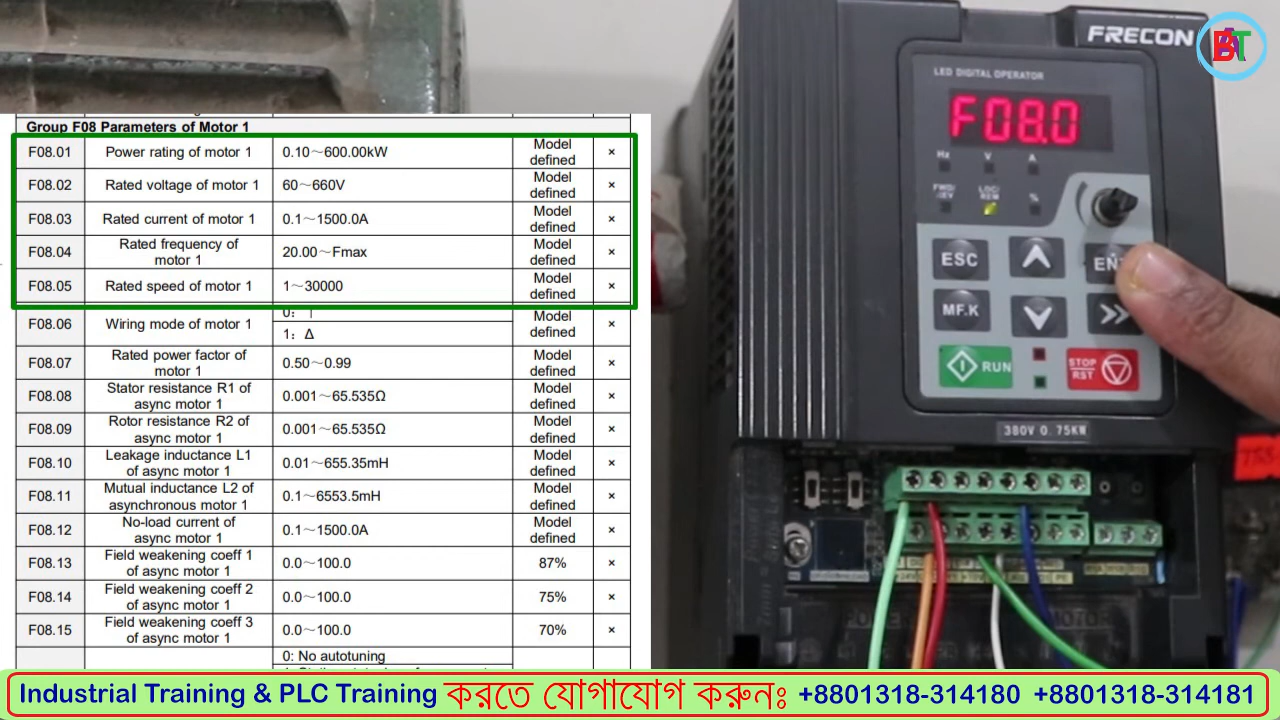 Group F08 Parameters of Motor 1
F08.01 Power rating of motor 1 0.10～600.00kW Model defined ×
F08.02 Rated voltage of motor 1 60～660V Model defined ×
F08.03 Rated current of motor 1 0.1～1500.0A Model defined ×
F08.04 Rated frequency of motor 1 20.00～Fmax Model defined ×
F08.05 Rated speed of motor 1 1～30000 Model defined ×
F08.06 Wiring mode of motor 1 0: 1: Δ Model defined ×
F08.07 Rated power factor of motor 1 0.50～0.99 Model defined ×
F08.08 Stator resistance R1 of async motor 1 0.001～65.535Ω Model defined ×
F08.09 Rotor resistance R2 of async motor 1 0.001～65.535Ω Model defined ×
F08.10 Leakage inductance L1 of async motor 1 0.01～655.35mH Model defined ×
F08.11 Mutual inductance L2 of asynchronous motor 1 0.1～6553.5mH Model defined ×
F08.12 No-load current of async motor 1 0.1～1500.0A Model defined ×
F08.13 Field weakening coeff 1 of async motor 1 0.0～100.0 87% ×
F08.14 Field weakening coeff 2 of async motor 1 0.0～100.0 75% ×
F08.15 Field weakening coeff 3 of async motor 1 0.0～100.0 70% ×
0: No autotuning
FRECON
BAT
LED DIGITAL OPERATOR
F08.0
Hz V A
FWD/REV LOC/REM %
ESC
MF.K
RUN
STOP/RST
380V 0.75KW
MOTOR
Industrial Training & PLC Training করতে যোগাযোগ করুনঃ +8801318-314180 +8801318-314181